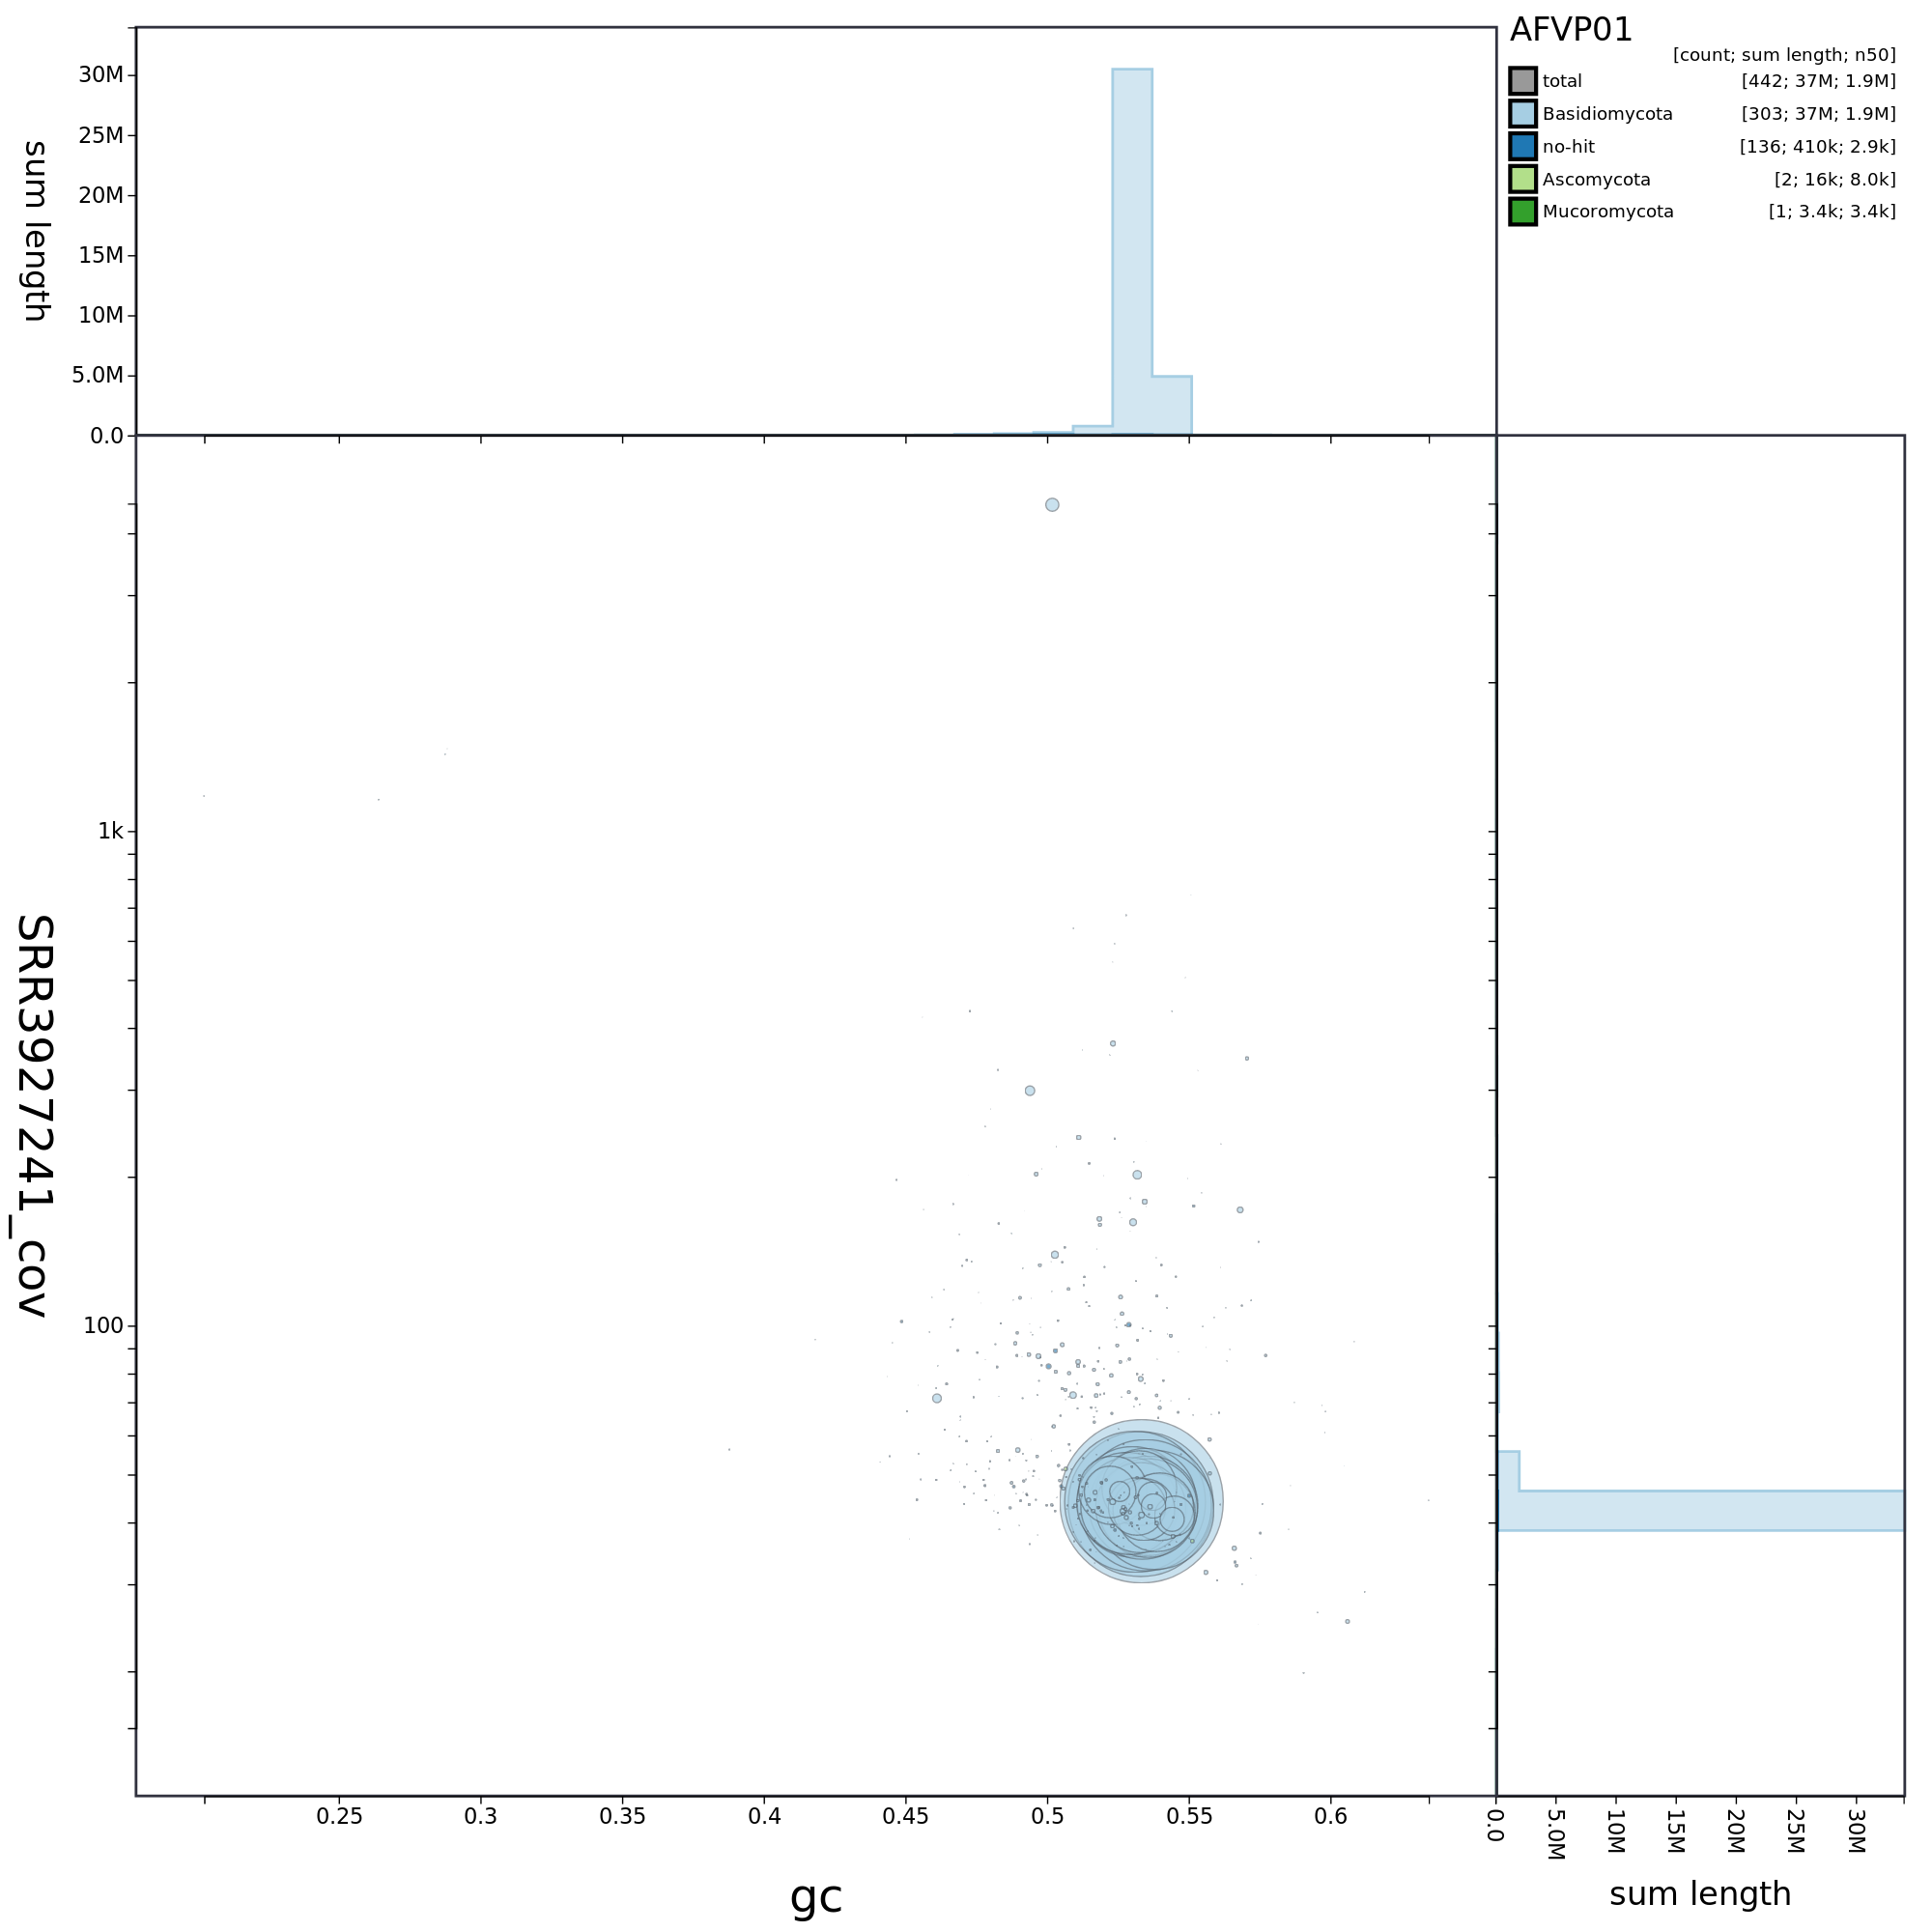 AFVP01
[count; sum length; n50]
total [442; 37M; 1.9M]
Basidiomycota [303; 37M; 1.9M]
no-hit [136; 410k; 2.9k]
Ascomycota [2; 16k; 8.0k]
Mucoromycota [1; 3.4k; 3.4k]
sum length
30M
25M
20M
15M
10M
5.0M
0.0
SRR3927241_cov
1k
100
0.25 0.3 0.35 0.4 0.45 0.5 0.55 0.6
gc
0.0 5.0M 10M 15M 20M 25M 30M
sum length